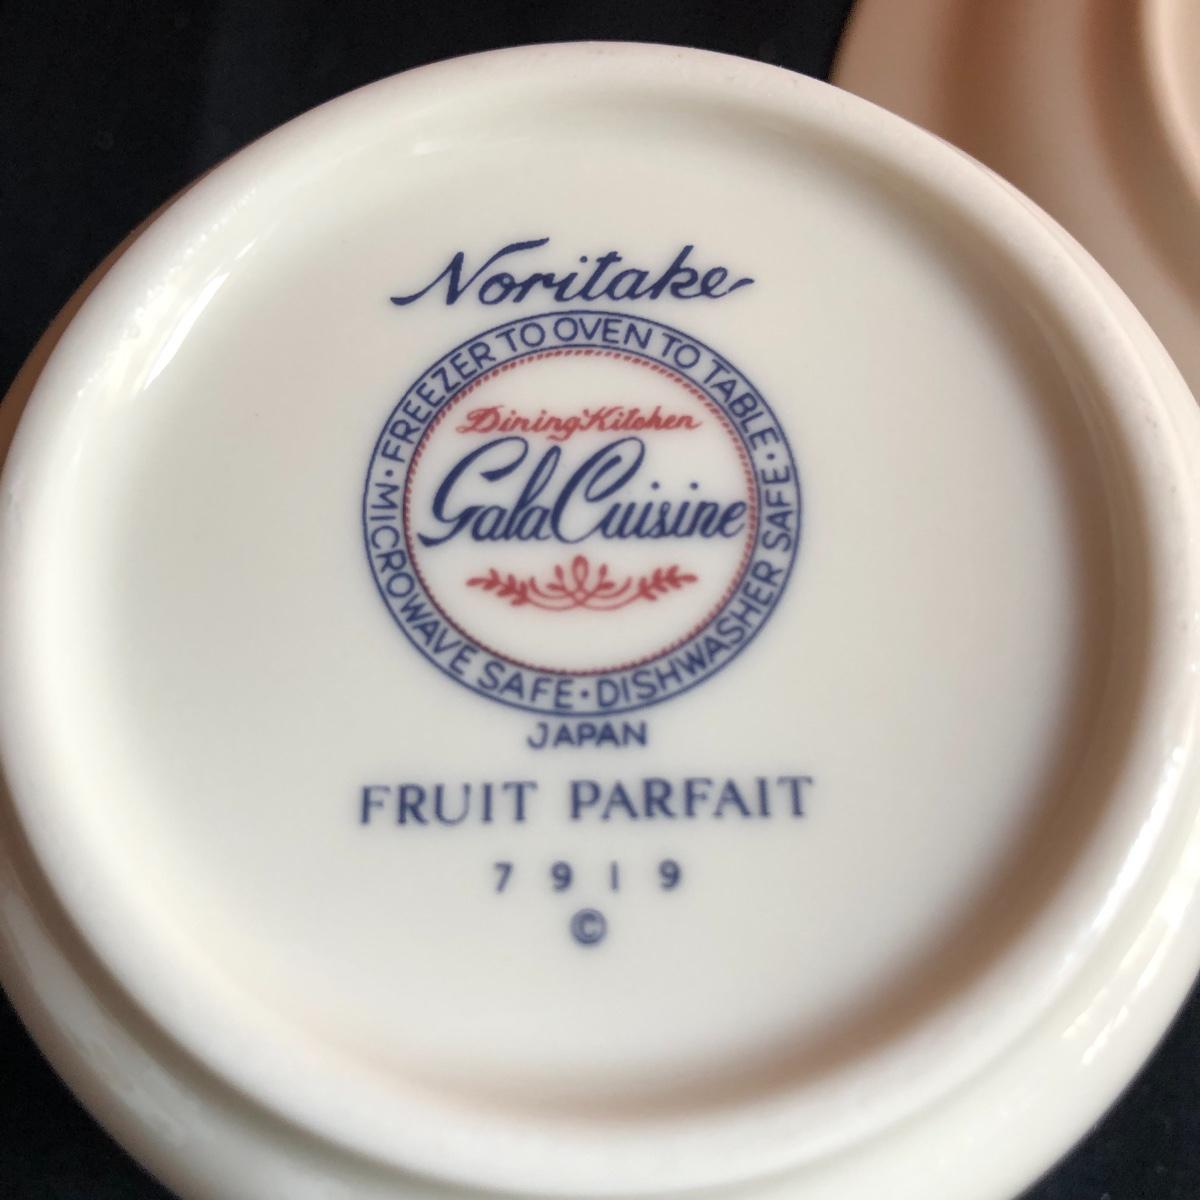 Noritake
FREEZER TO OVEN TO TABLE · DISHWASHER SAFE · MICROWAVE SAFE ·
Dining Kitchen
Gala Cuisine
JAPAN
FRUIT PARFAIT
7919
©